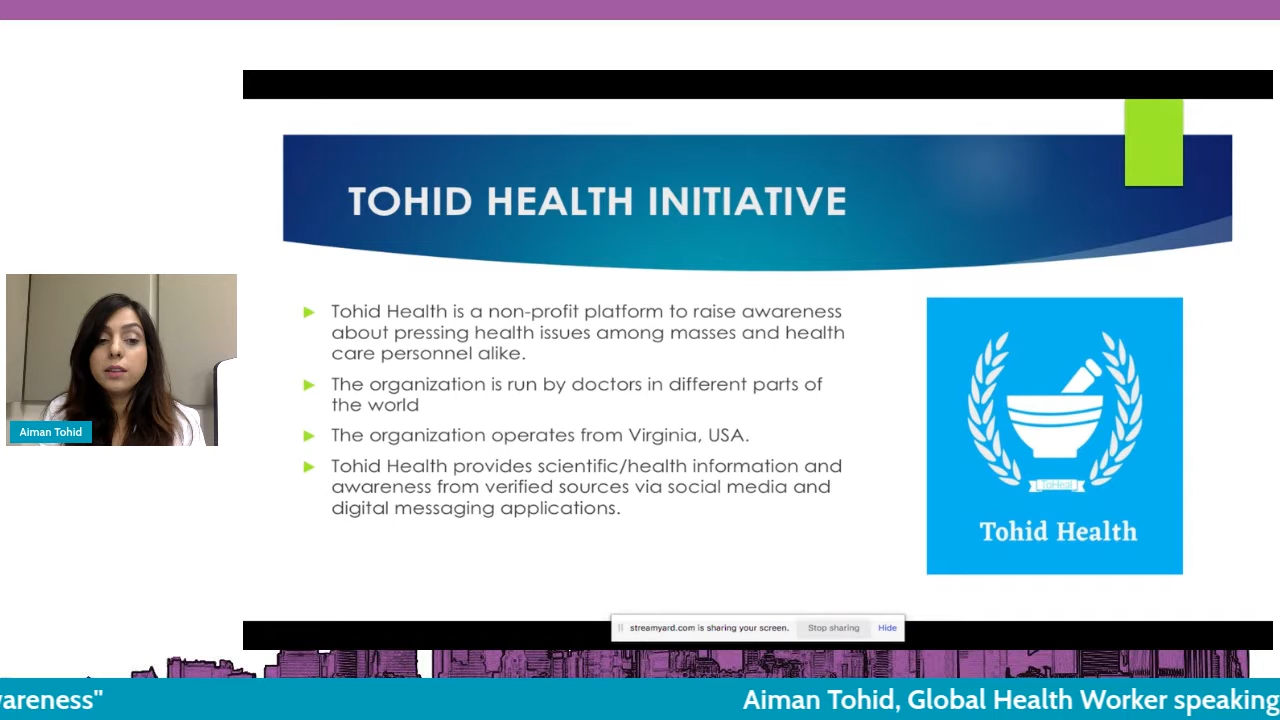 TOHID HEALTH INITIATIVE
Tohid Health is a non-profit platform to raise awareness
about pressing health issues among masses and health
care personnel alike.
The organization is run by doctors in different parts of
the world
The organization operates from Virginia, USA.
Tohid Health provides scientific/health information and
awareness from verified sources via social media and
digital messaging applications.
ToHeal
Tohid Health
Aiman Tohid
streamyard.com is sharing your screen. Stop sharing Hide
wareness" Aiman Tohid, Global Health Worker speaking